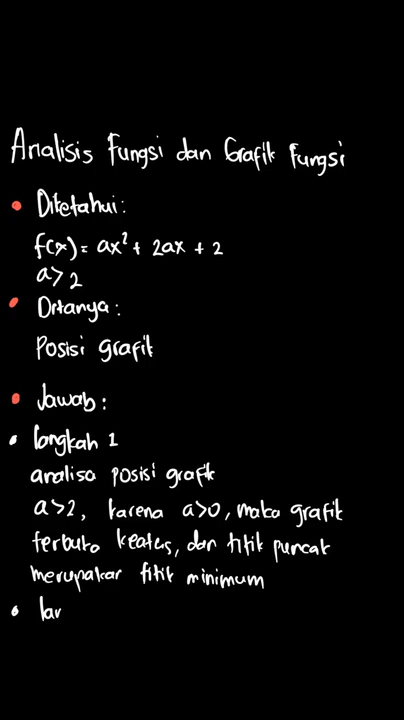 Analisis Fungsi dan Grafik Fungsi
Diketahui:
f(x) = ax² + 2ax + 2
a > 2
Ditanya:
Posisi grafik
Jawab:
langkah 1
analisa posisi grafik
a > 2, karena a > 0, maka grafik
terbuka keatas, dan titik puncak
merupakan titik minimum
lan